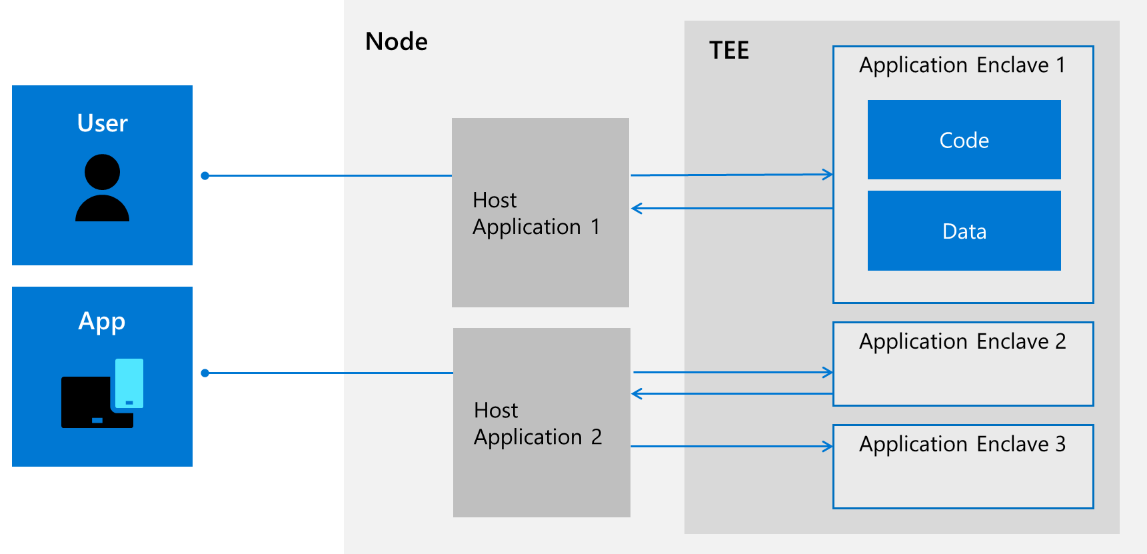 Node
TEE
Application Enclave 1
User
Code
Host
Application 1
Data
App
Application Enclave 2
Host
Application 2
Application Enclave 3